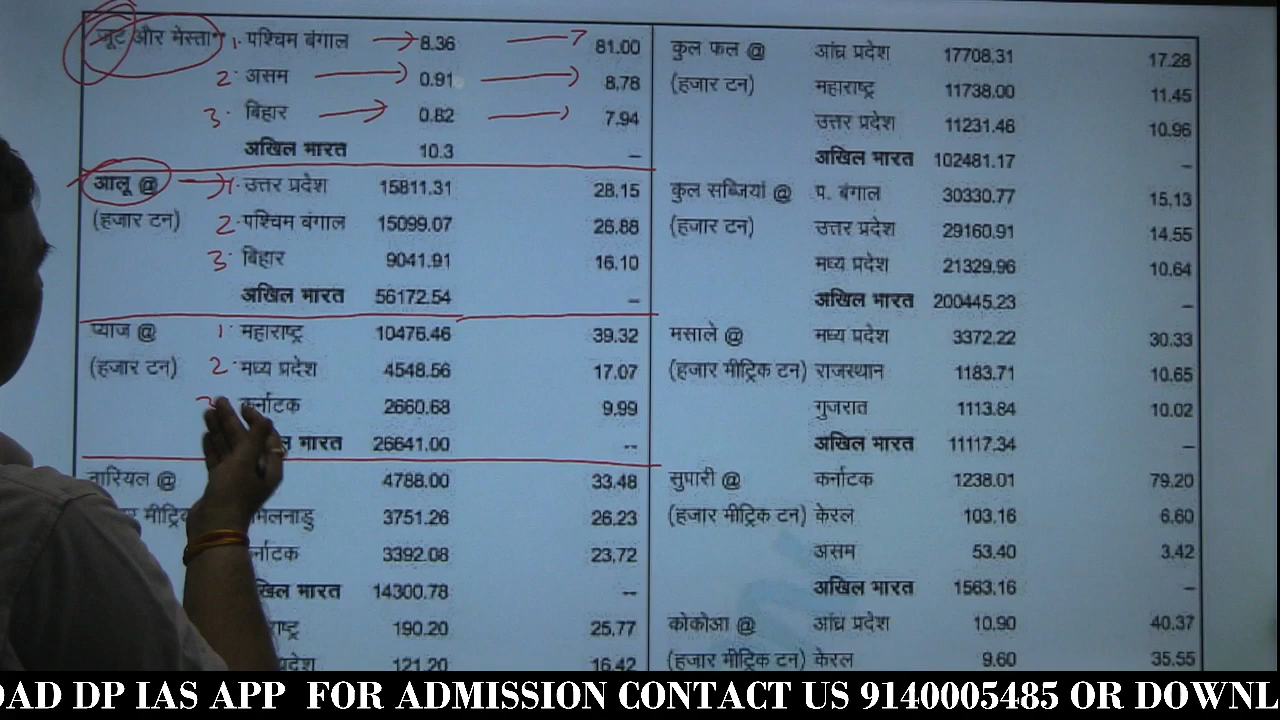 जूट और मेस्ता 1. पश्चिम बंगाल 8.36 81.00
2. असम 0.91 8.78
3. बिहार 0.82 7.94
अखिल भारत 10.3 –
आलू @ 1. उत्तर प्रदेश 15811.31 28.15
(हजार टन) 2. पश्चिम बंगाल 15099.07 26.88
3. बिहार 9041.91 16.10
अखिल भारत 56172.54 –
प्याज @ 1. महाराष्ट्र 10476.46 39.32
(हजार टन) 2. मध्य प्रदेश 4548.56 17.07
3 कर्नाटक 2660.68 9.99
भारत 26641.00 --
नारियल @ 4788.00 33.48
3751.26 26.23
3392.08 23.72
भारत 14300.78 --
190.20 25.77
121.20 16.42
कुल फल @ आंध्र प्रदेश 17708.31 17.28
(हजार टन) महाराष्ट्र 11738.00 11.45
उत्तर प्रदेश 11231.46 10.96
अखिल भारत 102481.17 –
कुल सब्जियां @ प. बंगाल 30330.77 15.13
(हजार टन) उत्तर प्रदेश 29160.91 14.55
मध्य प्रदेश 21329.96 10.64
अखिल भारत 200445.23 –
मसाले @ मध्य प्रदेश 3372.22 30.33
(हजार मीट्रिक टन) राजस्थान 1183.71 10.65
गुजरात 1113.84 10.02
अखिल भारत 11117.34 –
सुपारी @ कर्नाटक 1238.01 79.20
(हजार मीट्रिक टन) केरल 103.16 6.60
असम 53.40 3.42
अखिल भारत 1563.16 –
कोकोआ @ आंध्र प्रदेश 10.90 40.37
(हजार मीट्रिक टन) केरल 9.60 35.55
OAD DP IAS APP FOR ADMISSION CONTACT US 9140005485 OR DOWNL